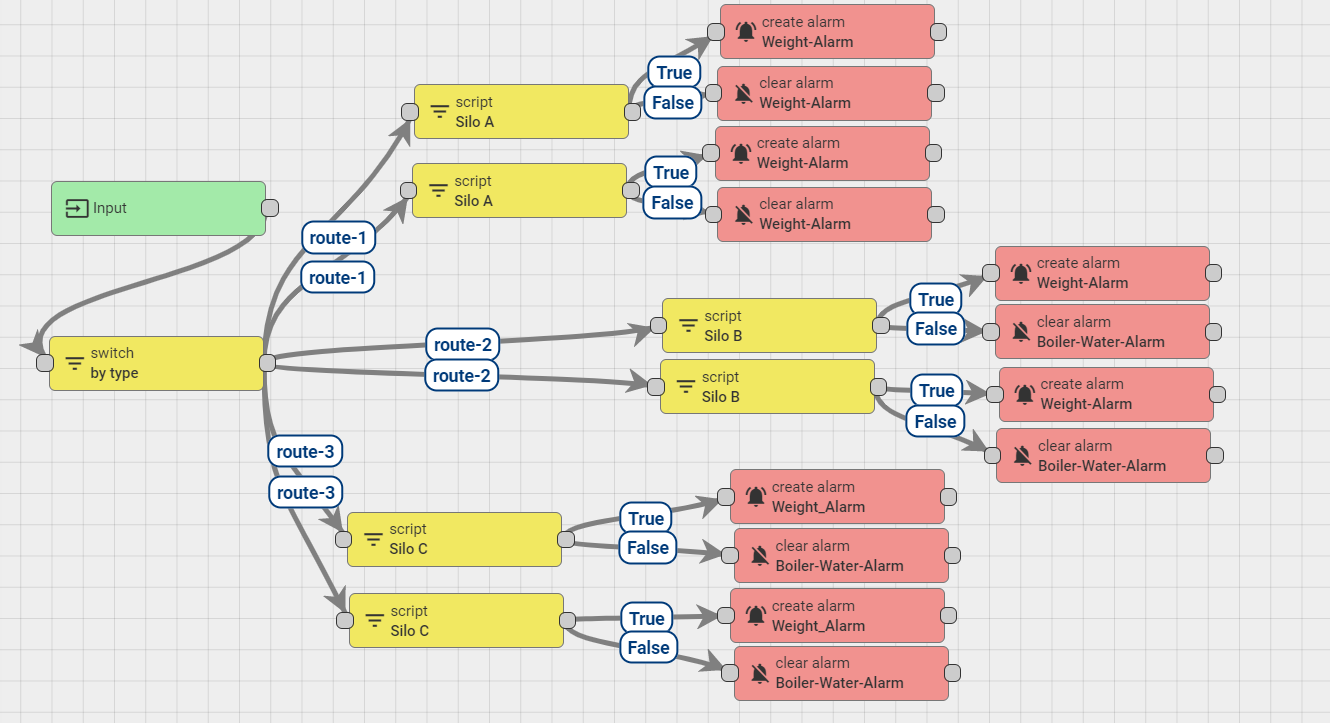 create alarm
Weight-Alarm
True
clear alarm
Weight-Alarm
False
script
Silo A
create alarm
Weight-Alarm
True
script
Silo A
False
clear alarm
Weight-Alarm
Input
route-1
route-1
create alarm
Weight-Alarm
True
script
Silo B
False
clear alarm
Boiler-Water-Alarm
route-2
switch
by type
route-2
script
Silo B
create alarm
Weight-Alarm
True
False
clear alarm
Boiler-Water-Alarm
route-3
route-3
create alarm
Weight_Alarm
True
script
Silo C
False
clear alarm
Boiler-Water-Alarm
create alarm
Weight_Alarm
script
Silo C
True
False
clear alarm
Boiler-Water-Alarm